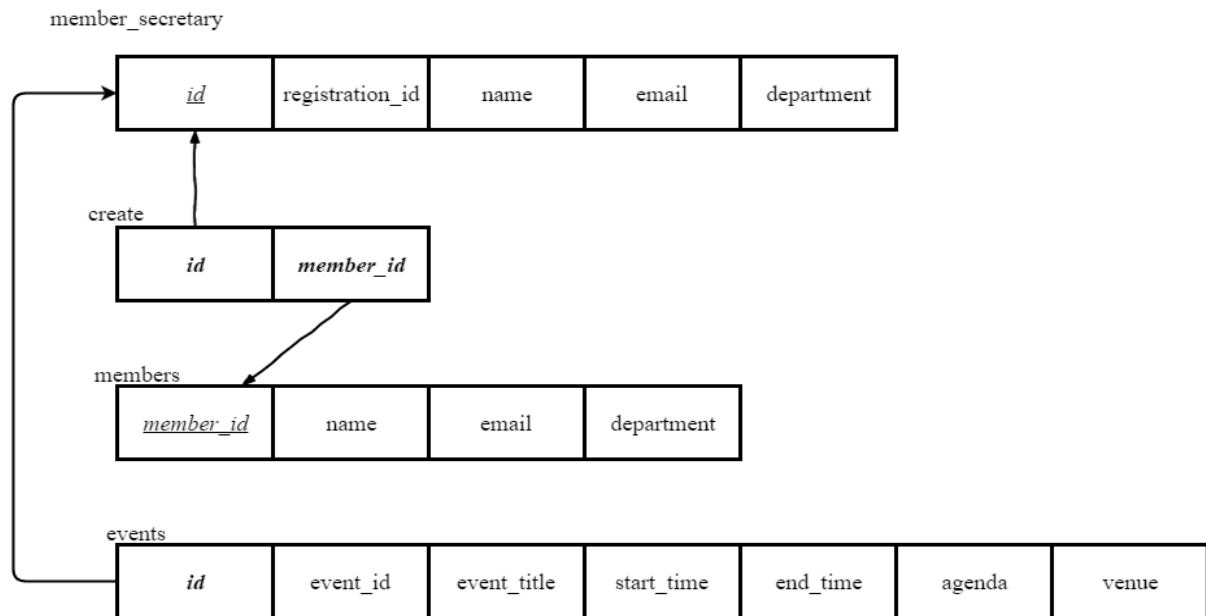 member_secretary
id registration_id name email department
create
id member_id
members
member_id name email department
events
id event_id event_title start_time end_time agenda venue